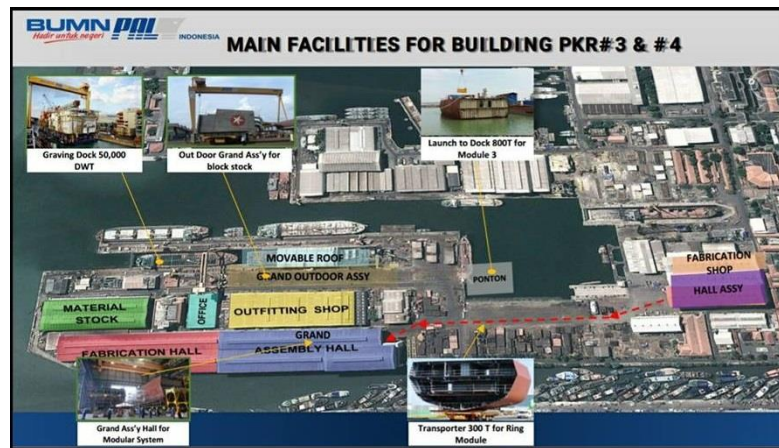 BUMN
Hadir untuk negeri
PAL
INDONESIA
MAIN FACILITIES FOR BUILDING PKR#3 & #4
Graving Dock 50,000
DWT
Out Door Grand Ass'y for
block stock
Launch to Dock 800T for
Module 3
MOVABLE ROOF
GRAND OUTDOOR ASSY
PONTON
FABRICATION
SHOP
HALL ASSY
MATERIAL
STOCK
OFFICE
OUTFITTING SHOP
GRAND
ASSEMBLY HALL
FABRICATION HALL
Grand Ass'y Hall for
Modular System
Transporter 300 T for Ring
Module